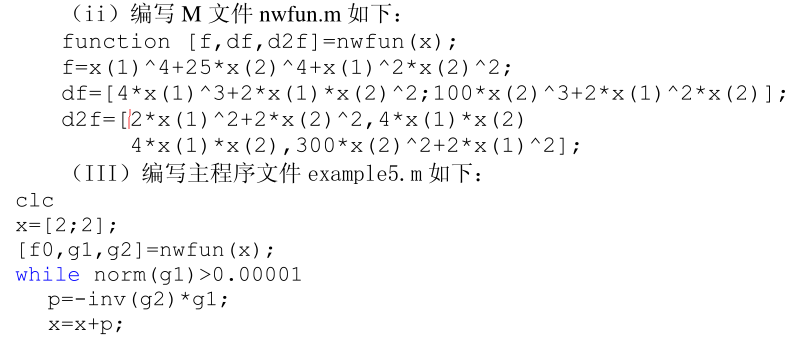 （ii）编写 M 文件 nwfun.m 如下：
function [f,df,d2f]=nwfun(x);
f=x(1)^4+25*x(2)^4+x(1)^2*x(2)^2;
df=[4*x(1)^3+2*x(1)*x(2)^2;100*x(2)^3+2*x(1)^2*x(2)];
d2f=[2*x(1)^2+2*x(2)^2,4*x(1)*x(2)
4*x(1)*x(2),300*x(2)^2+2*x(1)^2];
（III）编写主程序文件 example5.m 如下：
clc
x=[2;2];
[f0,g1,g2]=nwfun(x);
while norm(g1)>0.00001
p=-inv(g2)*g1;
x=x+p;